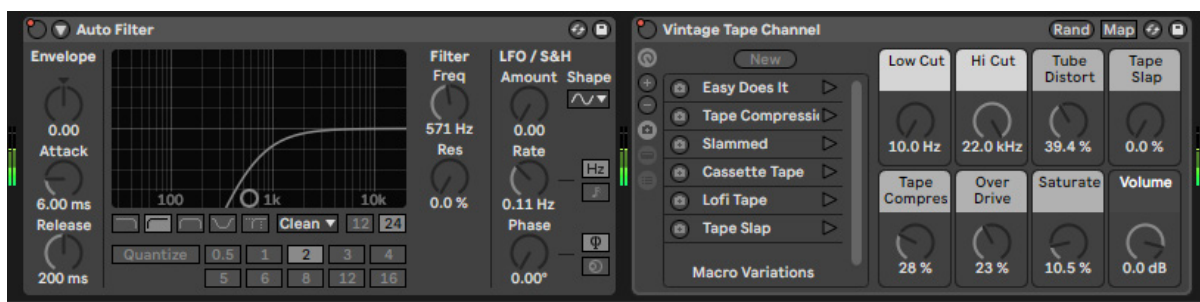 Auto Filter
Envelope
0.00
Attack
6.00 ms
Release
200 ms
100
1k
10k
Clean
12
24
Quantize
0.5
1
2
3
4
5
6
8
12
16
Filter
Freq
571 Hz
Res
0.0 %
LFO / S&H
Amount
Shape
0.00
Rate
Hz
0.11 Hz
Phase
Φ
0.00°
Vintage Tape Channel
Rand
Map
New
Easy Does It
Tape Compressi
Slammed
Cassette Tape
Lofi Tape
Tape Slap
Macro Variations
Low Cut
10.0 Hz
Hi Cut
22.0 kHz
Tube
Distort
39.4 %
Tape
Slap
0.0 %
Tape
Compres
28 %
Over
Drive
23 %
Saturate
10.5 %
Volume
0.0 dB